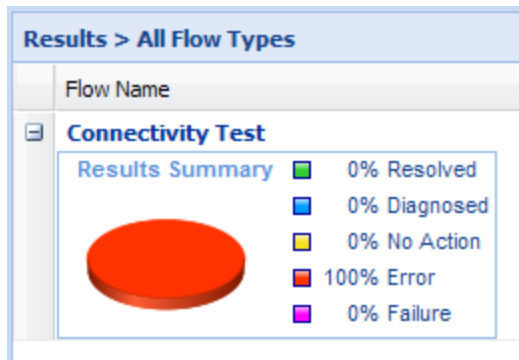 Results > All Flow Types
Flow Name
Connectivity Test
Results Summary
0% Resolved
0% Diagnosed
0% No Action
100% Error
0% Failure